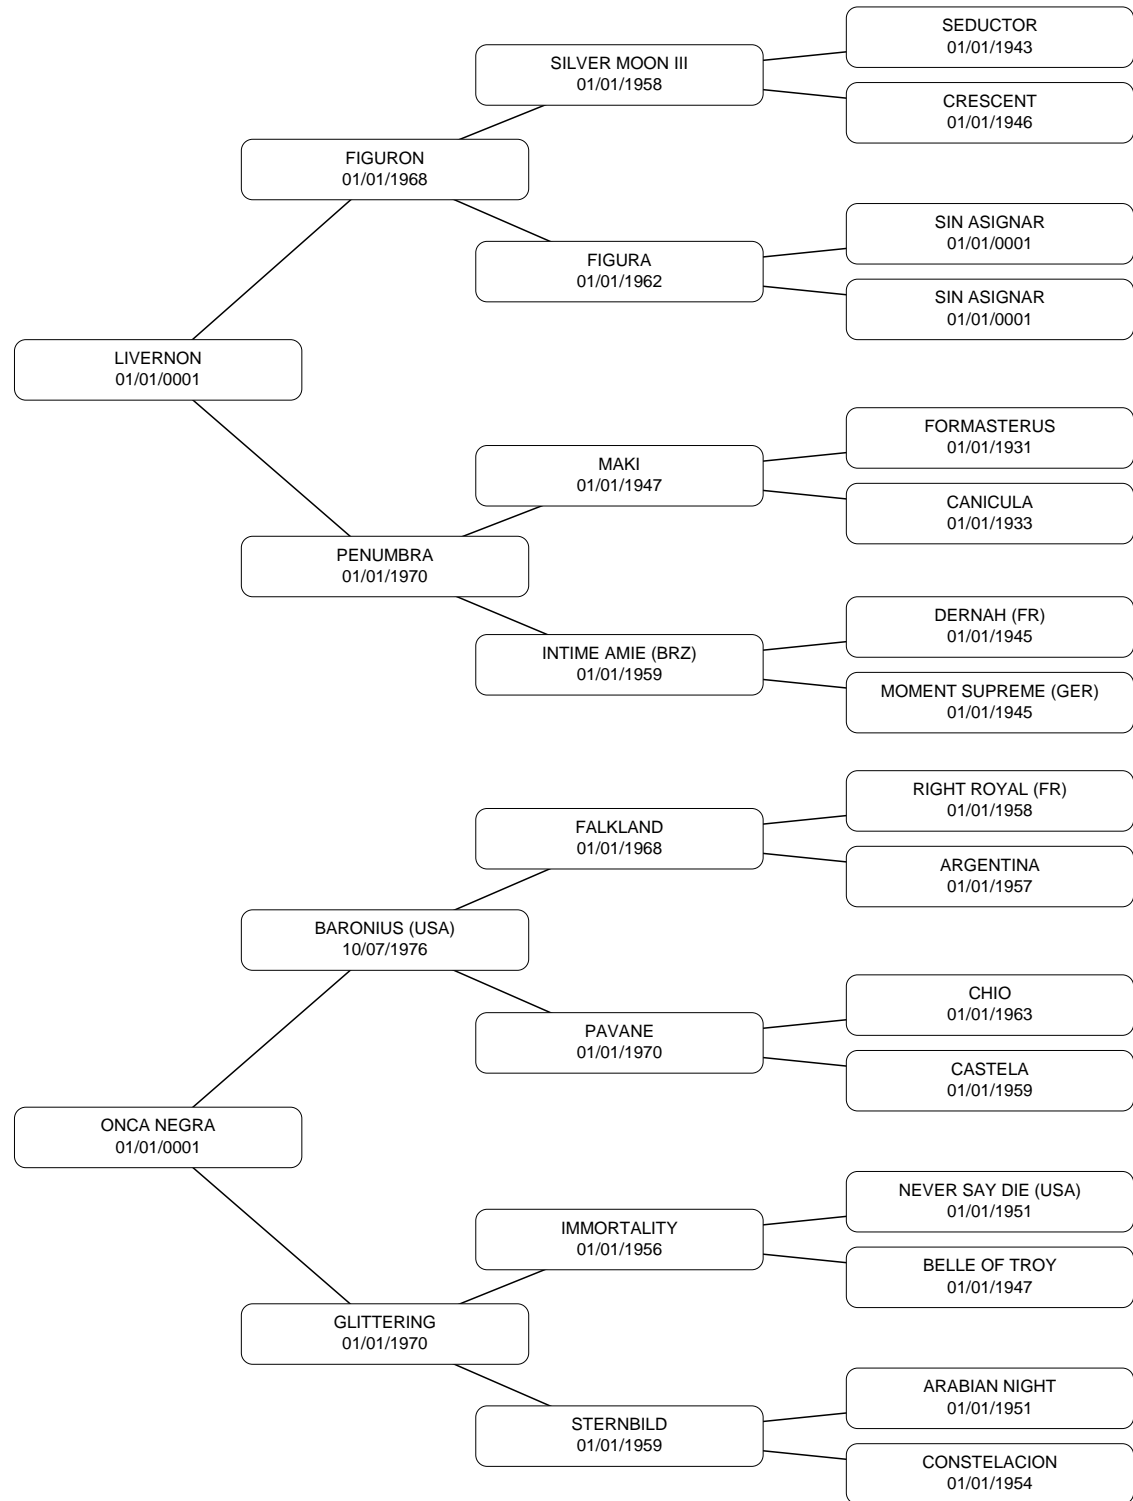 SEDUCTOR
01/01/1943
SILVER MOON III
01/01/1958
CRESCENT
01/01/1946
FIGURON
01/01/1968
SIN ASIGNAR
01/01/0001
FIGURA
01/01/1962
SIN ASIGNAR
01/01/0001
LIVERNON
01/01/0001
FORMASTERUS
01/01/1931
MAKI
01/01/1947
CANICULA
01/01/1933
PENUMBRA
01/01/1970
DERNAH (FR)
01/01/1945
INTIME AMIE (BRZ)
01/01/1959
MOMENT SUPREME (GER)
01/01/1945
RIGHT ROYAL (FR)
01/01/1958
FALKLAND
01/01/1968
ARGENTINA
01/01/1957
BARONIUS (USA)
10/07/1976
CHIO
01/01/1963
PAVANE
01/01/1970
CASTELA
01/01/1959
ONCA NEGRA
01/01/0001
NEVER SAY DIE (USA)
01/01/1951
IMMORTALITY
01/01/1956
BELLE OF TROY
01/01/1947
GLITTERING
01/01/1970
ARABIAN NIGHT
01/01/1951
STERNBILD
01/01/1959
CONSTELACION
01/01/1954